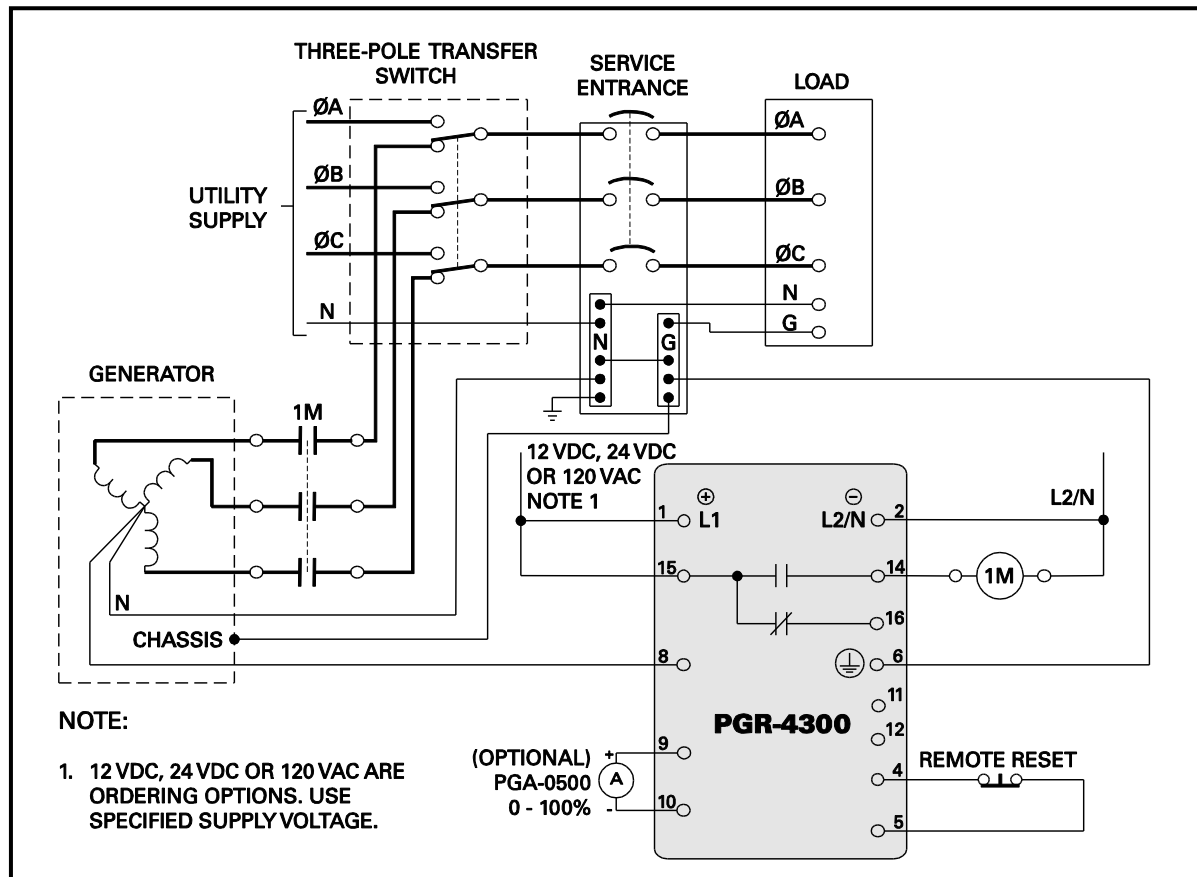 THREE-POLE TRANSFER
SWITCH
SERVICE
ENTRANCE
LOAD
ØA
ØA
ØB
ØB
UTILITY
SUPPLY
ØC
ØC
N
N
G
N
G
GENERATOR
1M
12 VDC, 24 VDC
OR 120 VAC
NOTE 1
1
⊕
L1
⊖
L2/N
2
L2/N
15
14
1M
16
N
CHASSIS
8
6
11
12
PGR-4300
NOTE:
1. 12 VDC, 24 VDC OR 120 VAC ARE
ORDERING OPTIONS. USE
SPECIFIED SUPPLY VOLTAGE.
(OPTIONAL)
PGA-0500
0 - 100%
+
A
-
9
10
4
5
REMOTE RESET